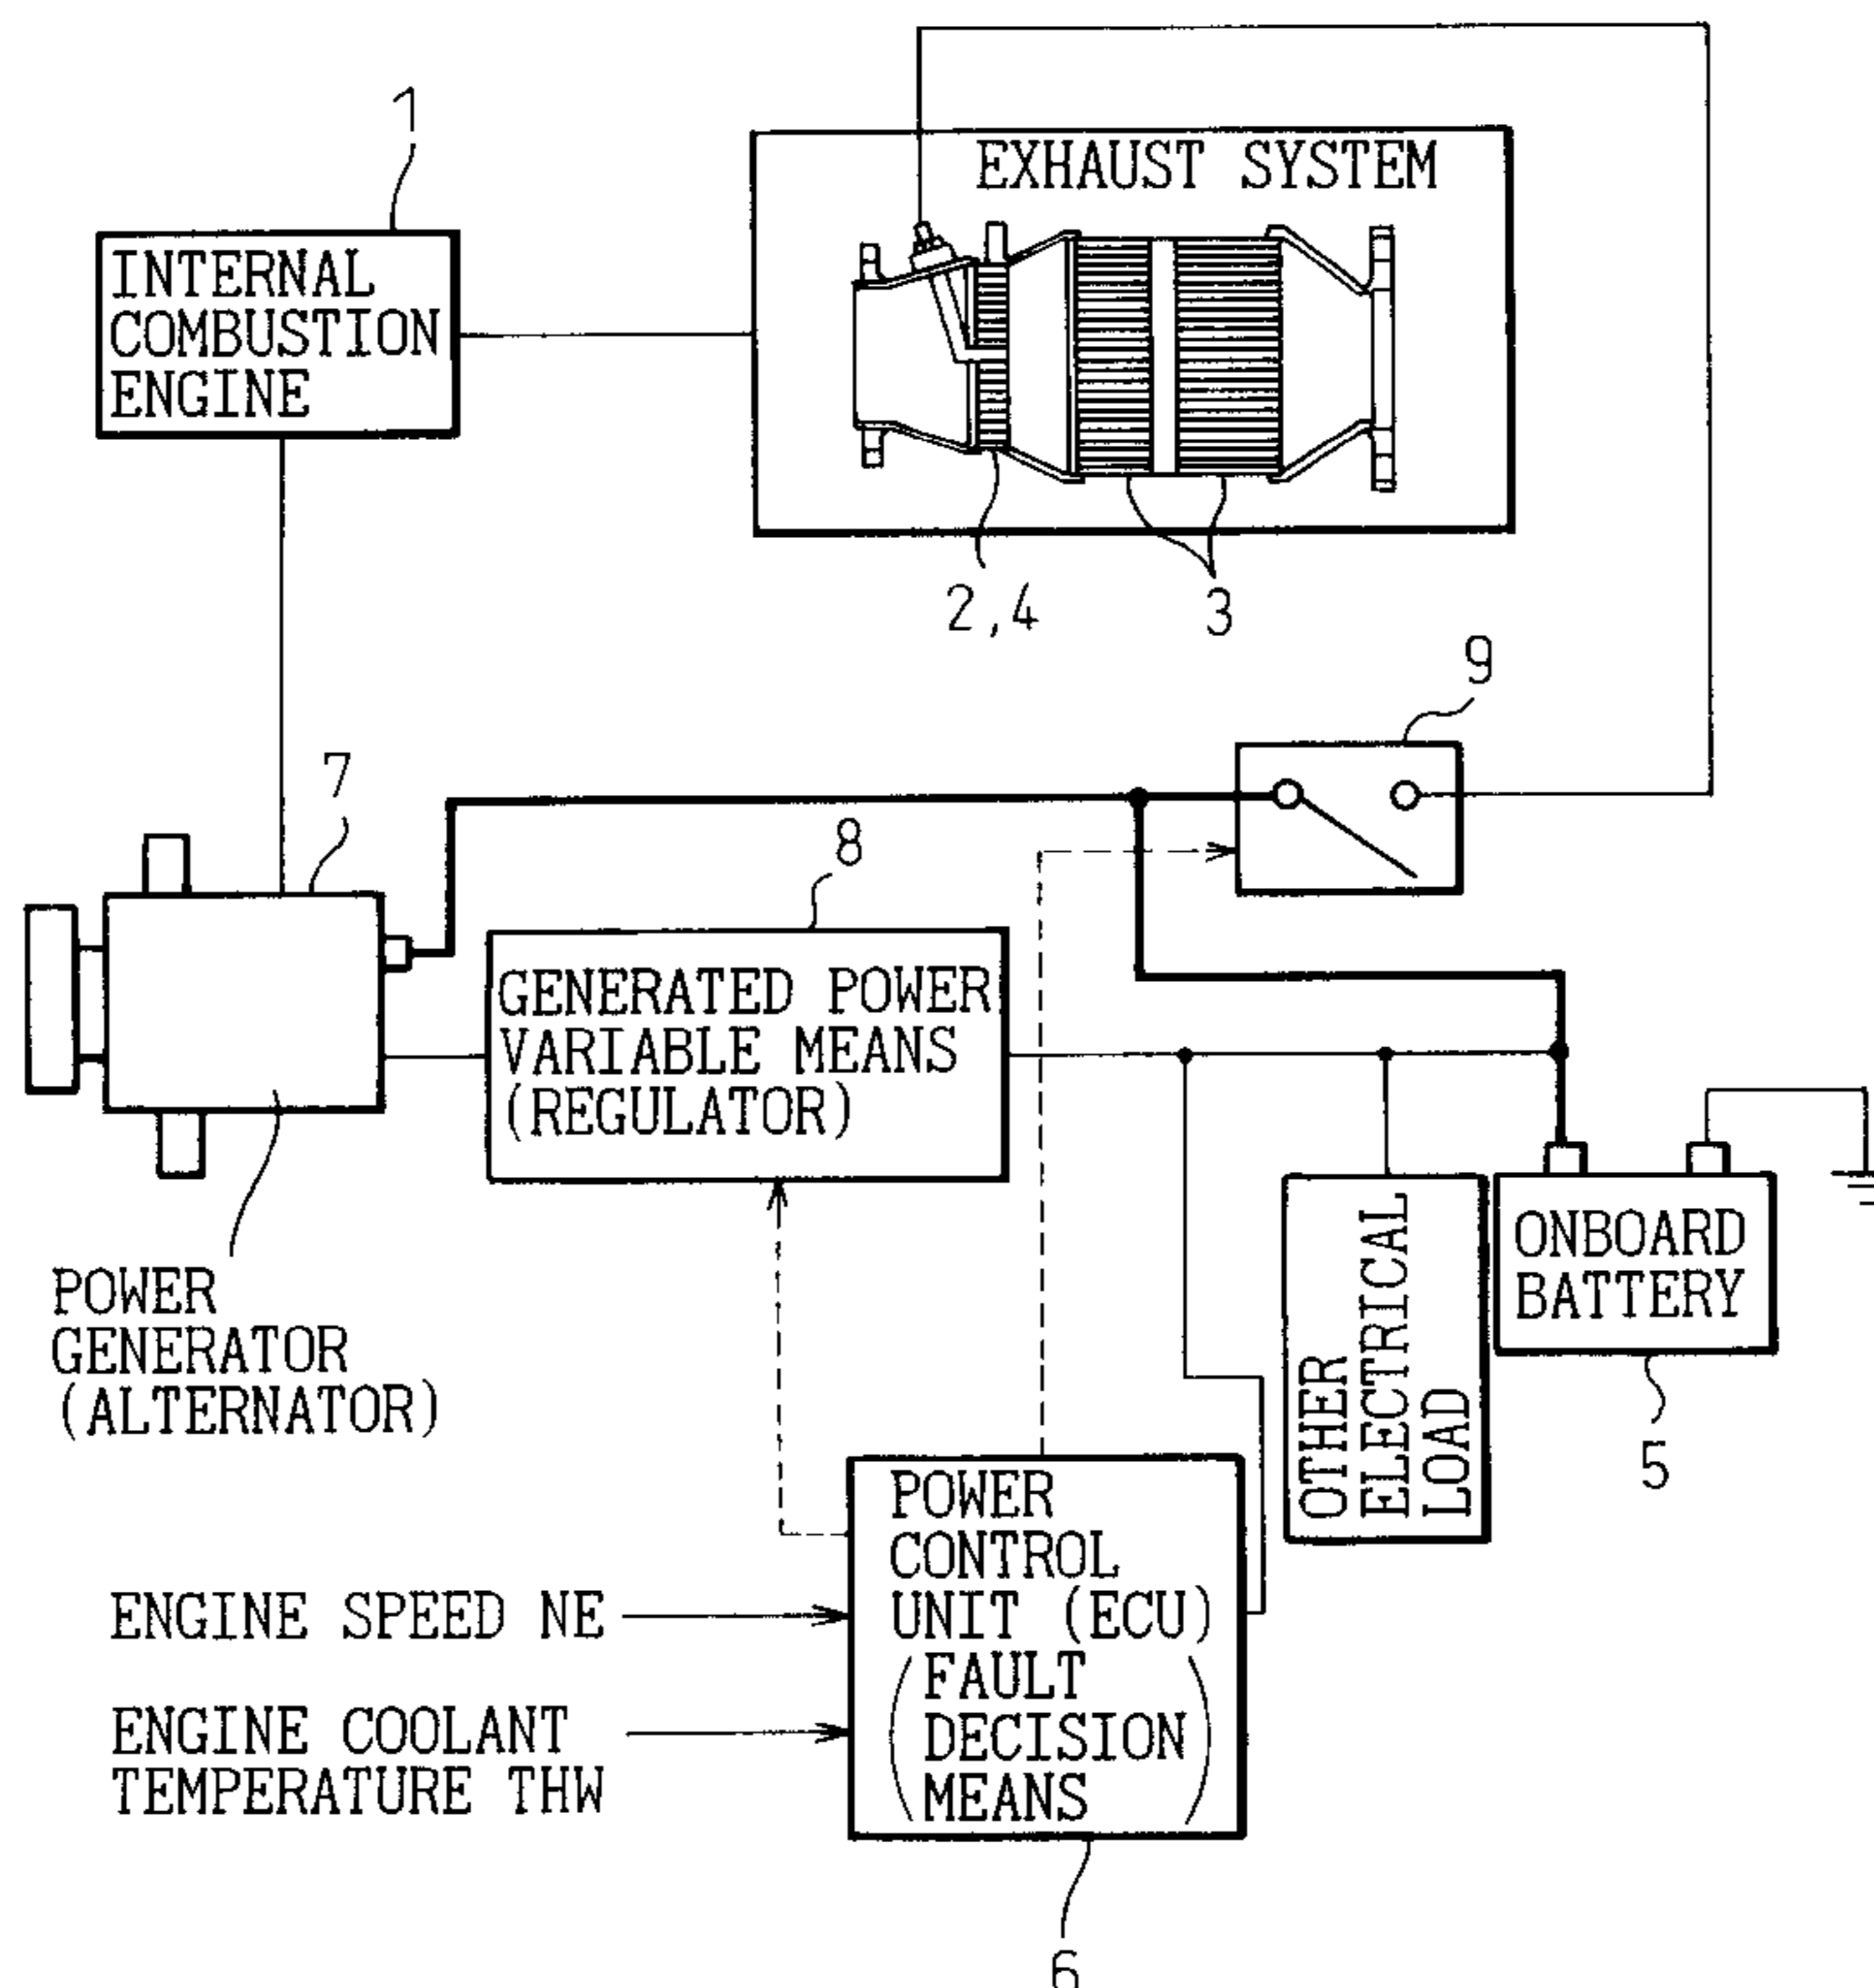 1
EXHAUST SYSTEM
INTERNAL
COMBUSTION
ENGINE
2,4
3
9
7
8
GENERATED POWER
VARIABLE MEANS
(REGULATOR)
POWER
GENERATOR
(ALTERNATOR)
OTHER
ELECTRICAL
LOAD
ONBOARD
BATTERY
5
POWER
CONTROL
UNIT (ECU)
(FAULT
DECISION
MEANS)
ENGINE SPEED NE
ENGINE COOLANT
TEMPERATURE THW
6